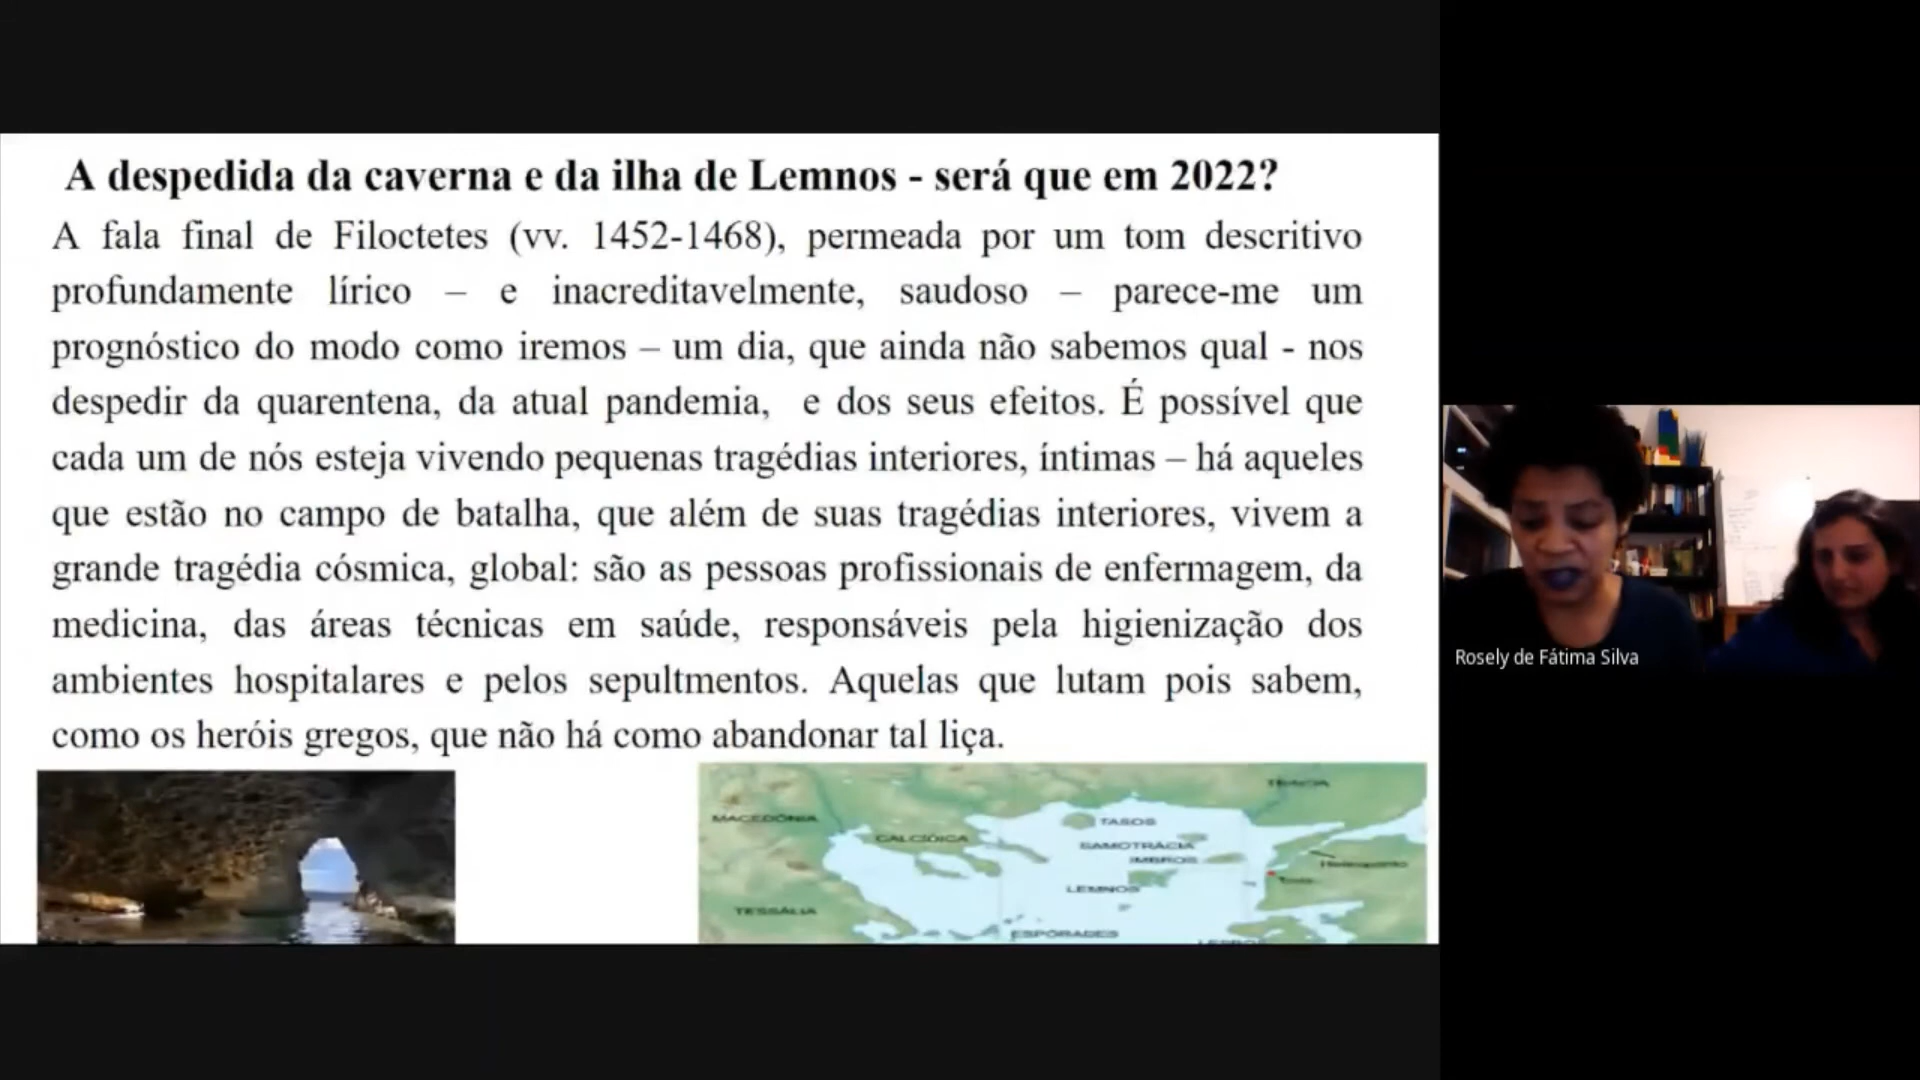 A despedida da caverna e da ilha de Lemnos - será que em 2022?
A fala final de Filoctetes (vv. 1452-1468), permeada por um tom descritivo
profundamente lírico – e inacreditavelmente, saudoso – parece-me um
prognóstico do modo como iremos – um dia, que ainda não sabemos qual - nos
despedir da quarentena, da atual pandemia, e dos seus efeitos. É possível que
cada um de nós esteja vivendo pequenas tragédias interiores, íntimas – há aqueles
que estão no campo de batalha, que além de suas tragédias interiores, vivem a
grande tragédia cósmica, global: são as pessoas profissionais de enfermagem, da
medicina, das áreas técnicas em saúde, responsáveis pela higienização dos
ambientes hospitalares e pelos sepultmentos. Aquelas que lutam pois sabem,
como os heróis gregos, que não há como abandonar tal liça.
Rosely de Fátima Silva
TRÁCIA
MACEDÔNIA
TASOS
CALCÍDICA
SAMOTRÁCIA
IMBROS
Helesponto
Troia
LEMNOS
TESSÁLIA
ESPÓRADES